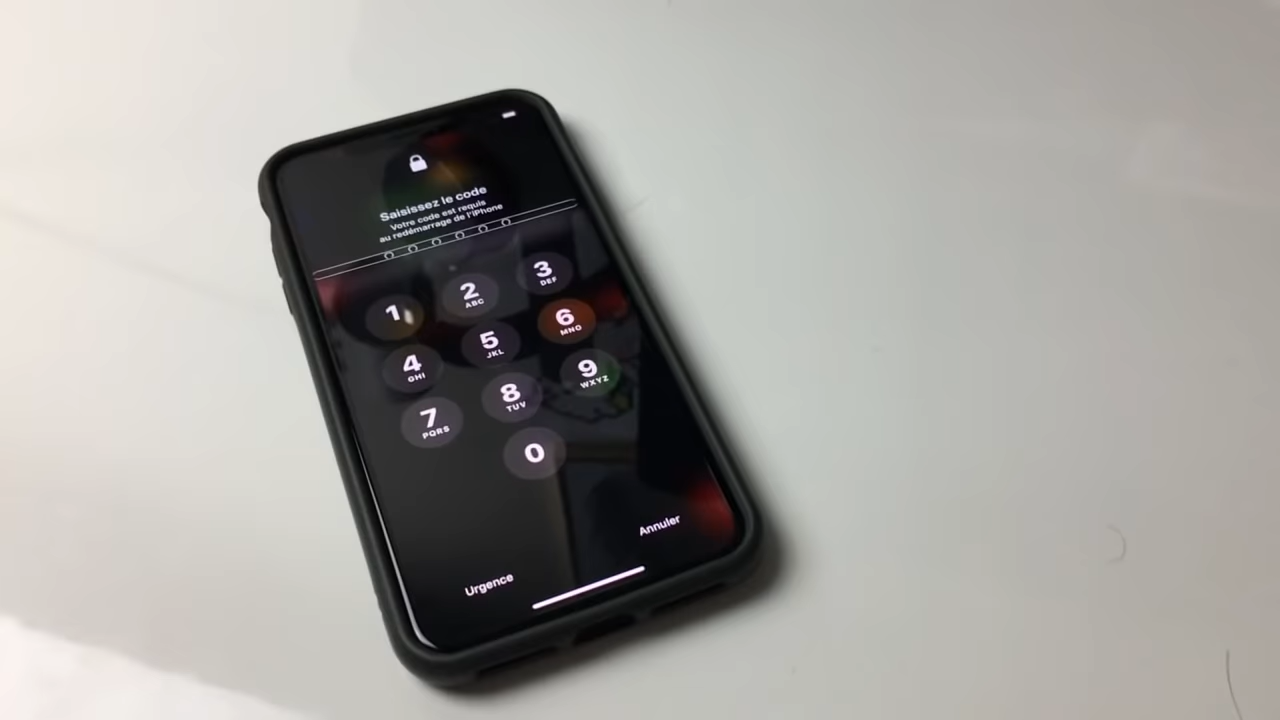 Saisissez le code
Votre code est requis
au redémarrage de l'iPhone
1
2
ABC
3
DEF
4
GHI
5
JKL
6
MNO
7
PQRS
8
TUV
9
WXYZ
0
Urgence
Annuler